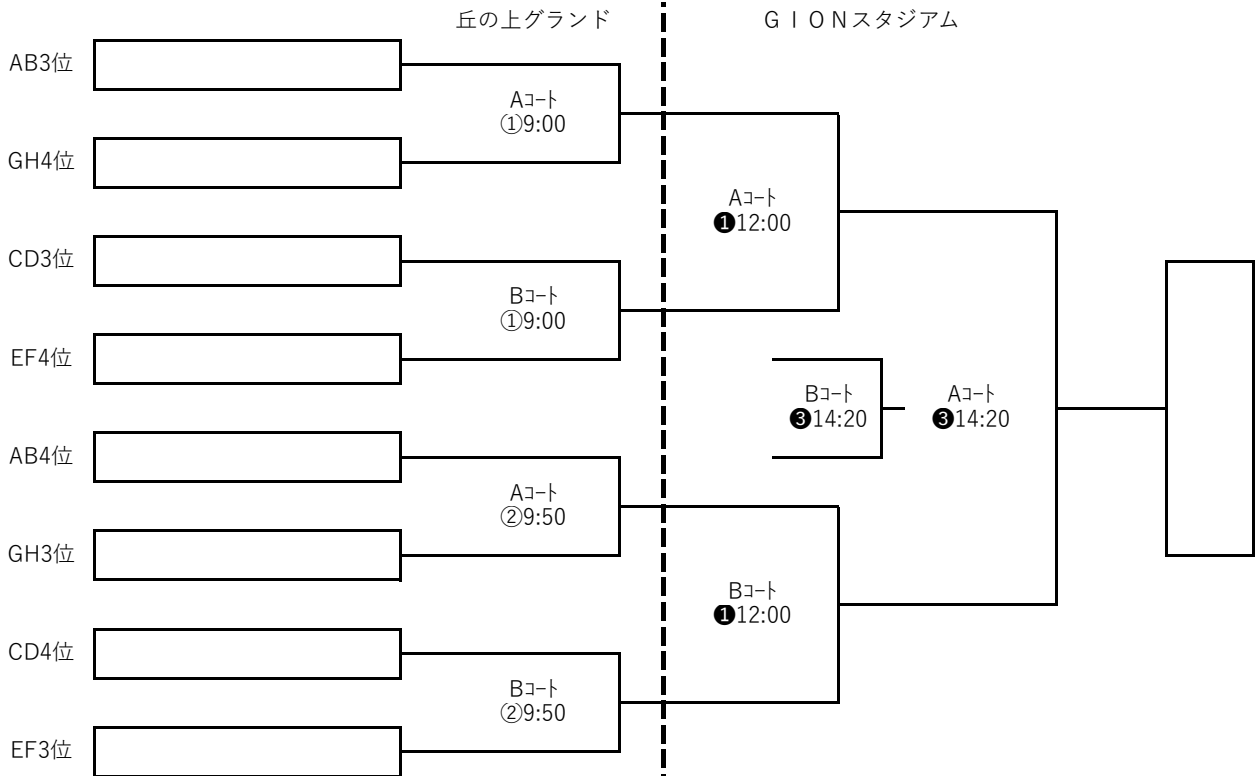 丘の上グランド
ＧＩＯＮスタジアム
AB3位
Aｺｰﾄ
①9:00
GH4位
Aｺｰﾄ
❶12:00
CD3位
Bｺｰﾄ
①9:00
EF4位
Bｺｰﾄ
❸14:20
Aｺｰﾄ
❸14:20
AB4位
Aｺｰﾄ
②9:50
GH3位
Bｺｰﾄ
❶12:00
CD4位
Bｺｰﾄ
②9:50
EF3位